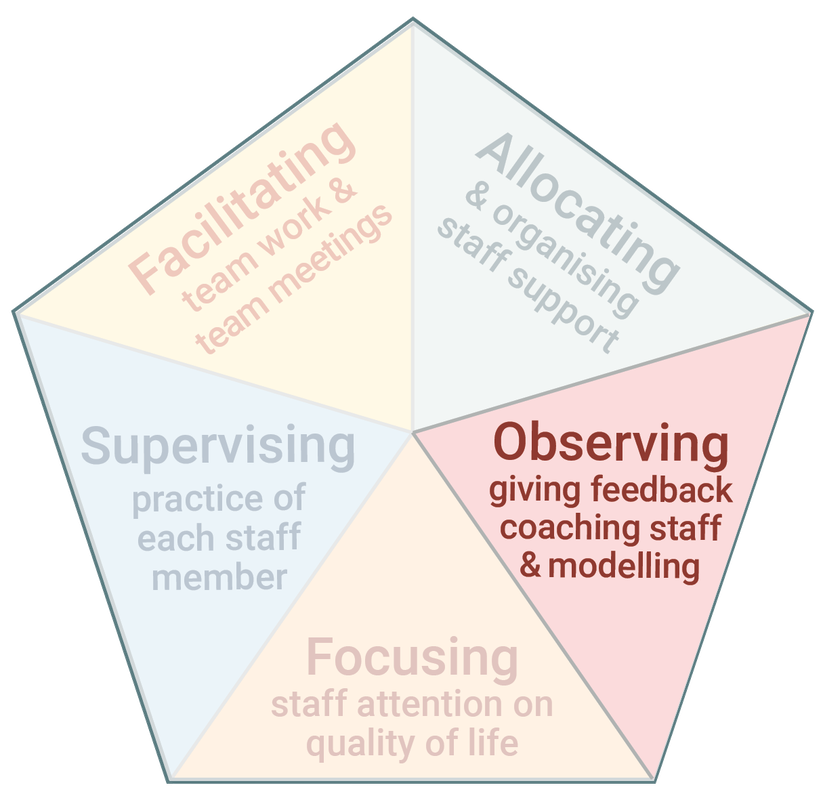 Facilitating
team work &
team meetings
Allocating
& organising
staff support
Supervising
practice of
each staff
member
Observing
giving feedback
coaching staff
& modelling
Focusing
staff attention on
quality of life